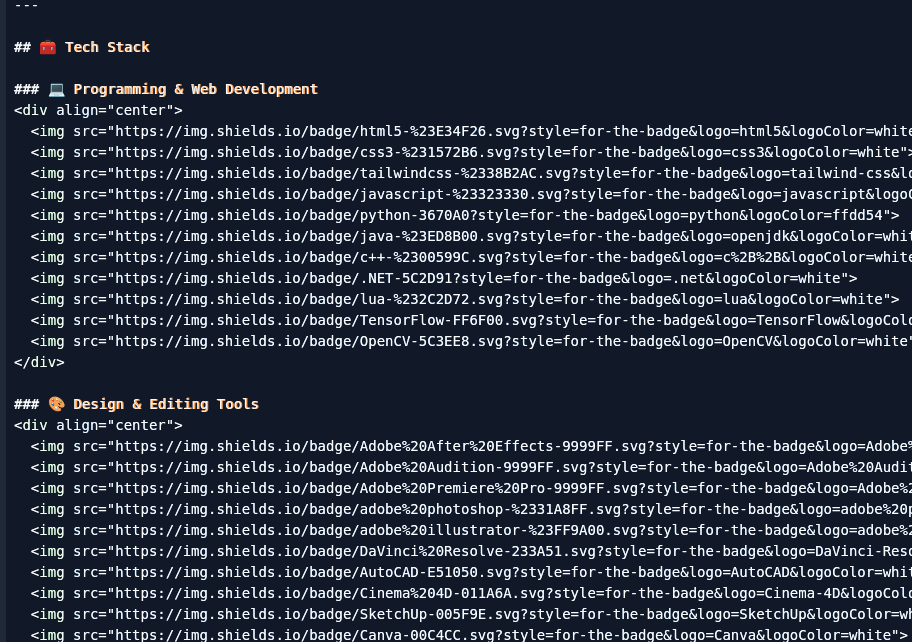 ---
## 🧰 Tech Stack
### 💻 Programming & Web Development
<div align="center">
<img src="https://img.shields.io/badge/html5-%23E34F26.svg?style=for-the-badge&logo=html5&logoColor=white
<img src="https://img.shields.io/badge/css3-%231572B6.svg?style=for-the-badge&logo=css3&logoColor=white">
<img src="https://img.shields.io/badge/tailwindcss-%2338B2AC.svg?style=for-the-badge&logo=tailwind-css&lo
<img src="https://img.shields.io/badge/javascript-%23323330.svg?style=for-the-badge&logo=javascript&logoC
<img src="https://img.shields.io/badge/python-3670A0?style=for-the-badge&logo=python&logoColor=ffdd54">
<img src="https://img.shields.io/badge/java-%23ED8B00.svg?style=for-the-badge&logo=openjdk&logoColor=whit
<img src="https://img.shields.io/badge/c++-%2300599C.svg?style=for-the-badge&logo=c%2B%2B&logoColor=white
<img src="https://img.shields.io/badge/.NET-5C2D91?style=for-the-badge&logo=.net&logoColor=white">
<img src="https://img.shields.io/badge/lua-%232C2D72.svg?style=for-the-badge&logo=lua&logoColor=white">
<img src="https://img.shields.io/badge/TensorFlow-FF6F00.svg?style=for-the-badge&logo=TensorFlow&logoColo
<img src="https://img.shields.io/badge/OpenCV-5C3EE8.svg?style=for-the-badge&logo=OpenCV&logoColor=white"
</div>
### 🎨 Design & Editing Tools
<div align="center">
<img src="https://img.shields.io/badge/Adobe%20After%20Effects-9999FF.svg?style=for-the-badge&logo=Adobe%
<img src="https://img.shields.io/badge/Adobe%20Audition-9999FF.svg?style=for-the-badge&logo=Adobe%20Audit
<img src="https://img.shields.io/badge/Adobe%20Premiere%20Pro-9999FF.svg?style=for-the-badge&logo=Adobe%2
<img src="https://img.shields.io/badge/adobe%20photoshop-%2331A8FF.svg?style=for-the-badge&logo=adobe%20p
<img src="https://img.shields.io/badge/adobe%20illustrator-%23FF9A00.svg?style=for-the-badge&logo=adobe%2
<img src="https://img.shields.io/badge/DaVinci%20Resolve-233A51.svg?style=for-the-badge&logo=DaVinci-Reso
<img src="https://img.shields.io/badge/AutoCAD-E51050.svg?style=for-the-badge&logo=AutoCAD&logoColor=whit
<img src="https://img.shields.io/badge/Cinema%204D-011A6A.svg?style=for-the-badge&logo=Cinema-4D&logoColo
<img src="https://img.shields.io/badge/SketchUp-005F9E.svg?style=for-the-badge&logo=SketchUp&logoColor=wh
<img src="https://img.shields.io/badge/Canva-00C4CC.svg?style=for-the-badge&logo=Canva&logoColor=white">